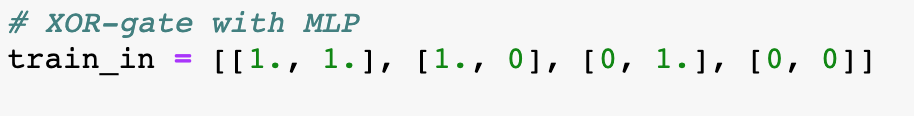 # XOR-gate with MLP
train_in = [[1., 1.], [1., 0], [0, 1.], [0, 0]]